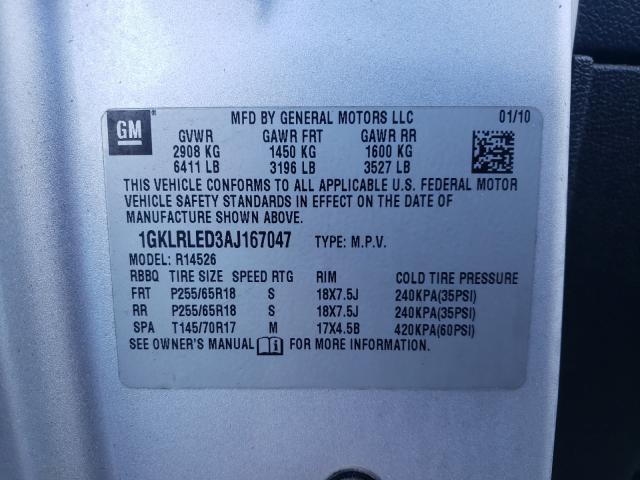 MFD BY GENERAL MOTORS LLC 01/10
GM
GVWR GAWR FRT GAWR RR
2908 KG 1450 KG 1600 KG
6411 LB 3196 LB 3527 LB
THIS VEHICLE CONFORMS TO ALL APPLICABLE U.S. FEDERAL MOTOR
VEHICLE SAFETY STANDARDS IN EFFECT ON THE DATE OF
MANUFACTURE SHOWN ABOVE.
1GKLRLED3AJ167047 TYPE: M.P.V.
MODEL: R14526
RBBQ TIRE SIZE SPEED RTG RIM COLD TIRE PRESSURE
FRT P255/65R18 S 18X7.5J 240KPA(35PSI)
RR P255/65R18 S 18X7.5J 240KPA(35PSI)
SPA T145/70R17 M 17X4.5B 420KPA(60PSI)
SEE OWNER'S MANUAL FOR MORE INFORMATION.